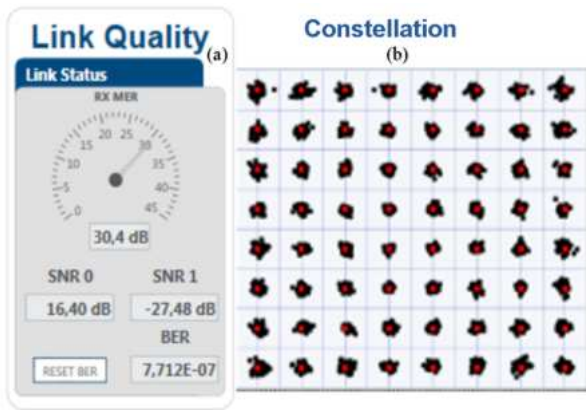 Link Quality
(a)
Constellation
(b)
Link Status
RX MER
0 5 10 15 20 25 30 35 40 45
30,4 dB
SNR 0 SNR 1
16,40 dB -27,48 dB
BER
RESET BER 7,712E-07